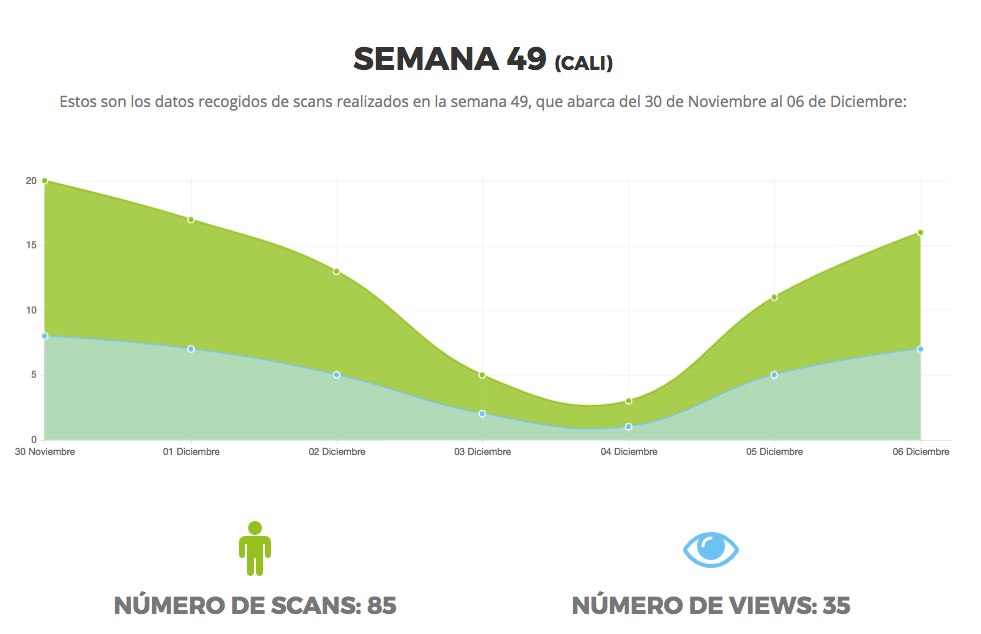 SEMANA 49 (CALI)
Estos son los datos recogidos de scans realizados en la semana 49, que abarca del 30 de Noviembre al 06 de Diciembre:
20
15
10
5
0
30 Noviembre 01 Diciembre 02 Diciembre 03 Diciembre 04 Diciembre 05 Diciembre 06 Diciembre
NÚMERO DE SCANS: 85 NÚMERO DE VIEWS: 35